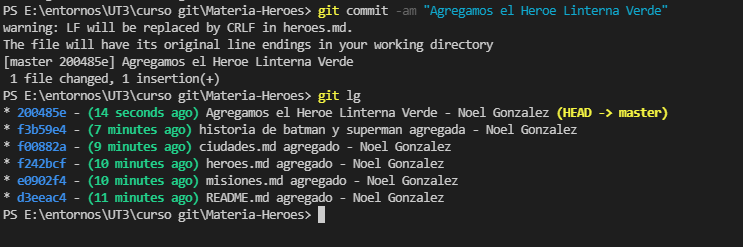 PS E:\entornos\UT3\curso git\Materia-Heroes> git commit -am "Agregamos el Heroe Linterna Verde"
warning: LF will be replaced by CRLF in heroes.md.
The file will have its original line endings in your working directory
[master 200485e] Agregamos el Heroe Linterna Verde
 1 file changed, 1 insertion(+)
PS E:\entornos\UT3\curso git\Materia-Heroes> git lg
* 200485e - (14 seconds ago) Agregamos el Heroe Linterna Verde - Noel Gonzalez (HEAD -> master)
* f3b59e4 - (7 minutes ago) historia de batman y superman agregada - Noel Gonzalez
* f00882a - (9 minutes ago) ciudades.md agregado - Noel Gonzalez
* f242bcf - (10 minutes ago) heroes.md agregado - Noel Gonzalez
* e0902f4 - (10 minutes ago) misiones.md agregado - Noel Gonzalez
* d3eeac4 - (11 minutes ago) README.md agregado - Noel Gonzalez
PS E:\entornos\UT3\curso git\Materia-Heroes>